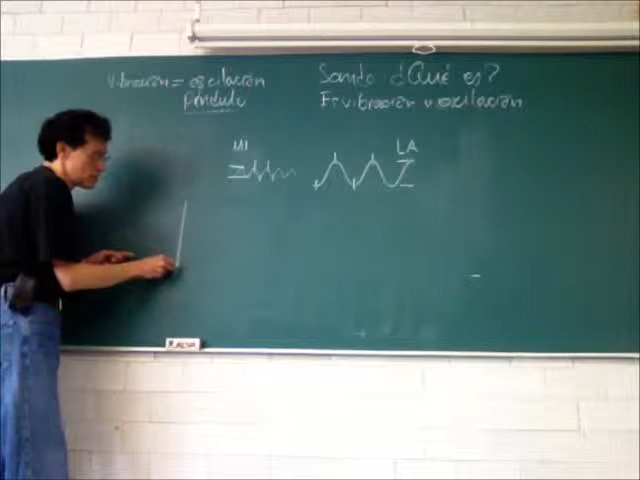 vibración = oscilación
péndulo
Sonido ¿Qué es?
Es vibración u oscilación
MI
LA